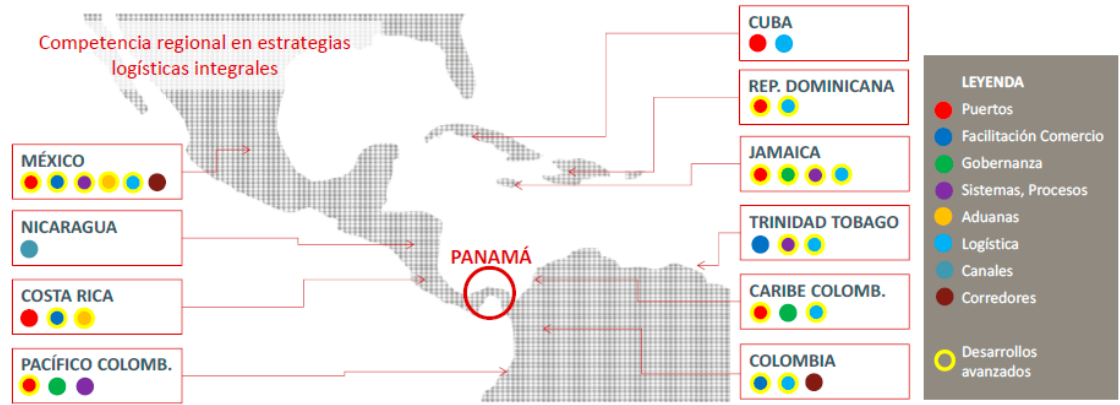 Competencia regional en estrategias
logísticas integrales
MÉXICO
NICARAGUA
COSTA RICA
PACÍFICO COLOMB.
PANAMÁ
CUBA
REP. DOMINICANA
JAMAICA
TRINIDAD TOBAGO
CARIBE COLOMB.
COLOMBIA
LEYENDA
Puertos
Facilitación Comercio
Gobernanza
Sistemas, Procesos
Aduanas
Logística
Canales
Corredores
Desarrollos
avanzados